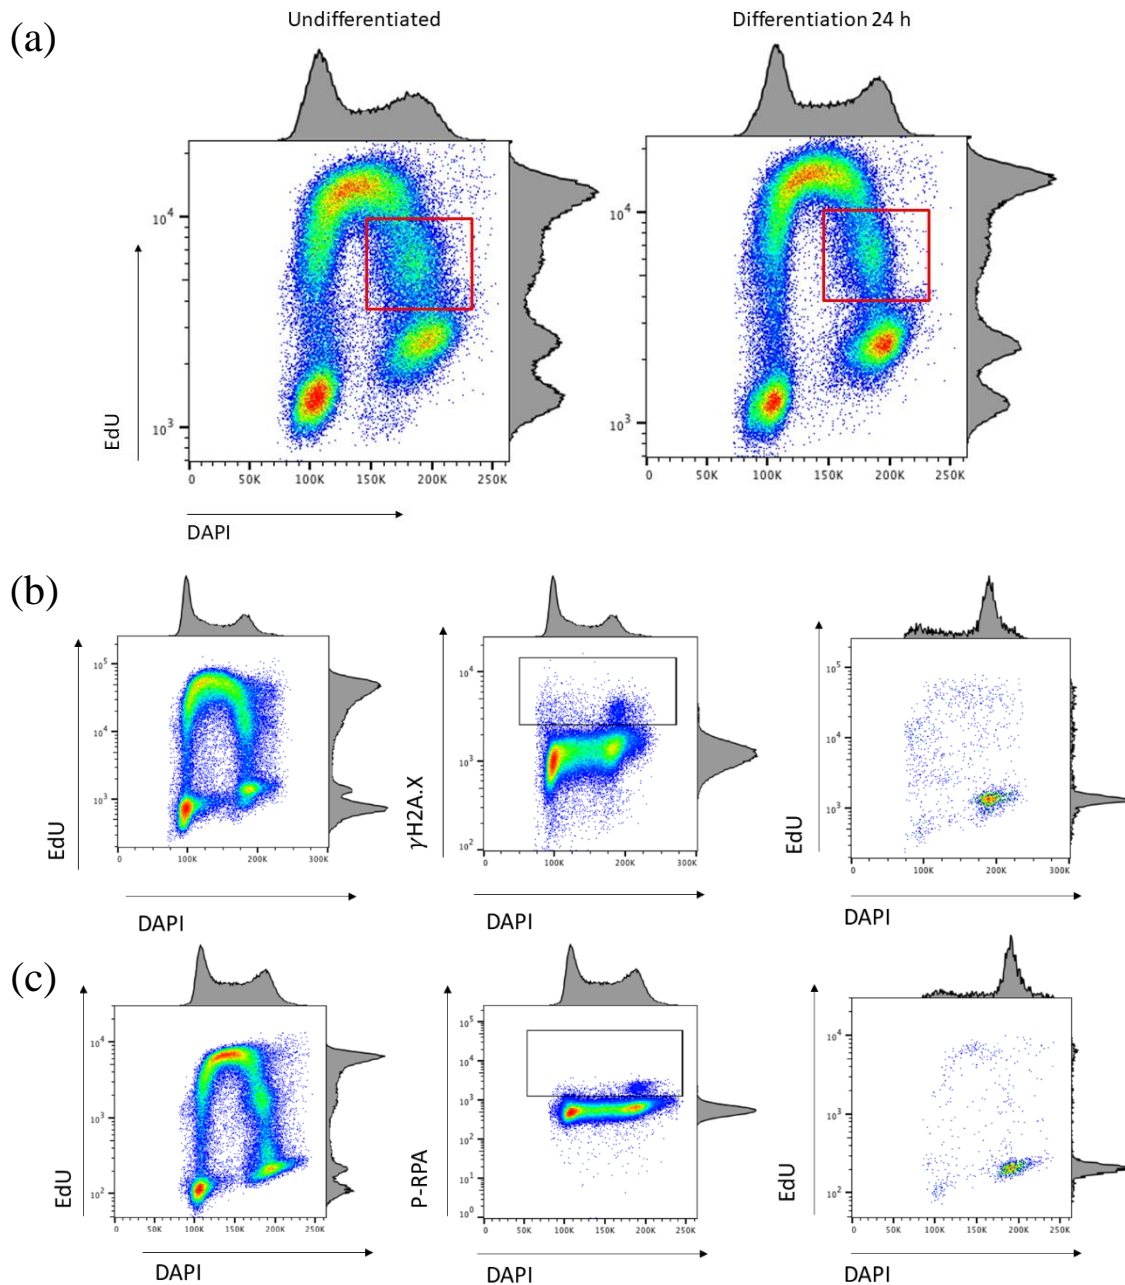 (a)
Undifferentiated
Differentiation 24 h
EdU
10⁴
10³
0 50K 100K 150K 200K 250K
10⁴
10³
0 50K 100K 150K 200K 250K
DAPI
(b)
EdU
10⁵
10⁴
10³
0 100K 200K 300K
DAPI
γH2A.X
10⁴
10³
10²
100K 200K 300K
DAPI
EdU
10⁵
10⁴
10³
0 100K 200K 300K
DAPI
(c)
EdU
10⁴
10³
10²
0 50K 100K 150K 200K 250K
DAPI
P-RPA
10⁵
10⁴
10³
10²
10¹
10⁰
0 50K 100K 150K 200K 250K
DAPI
EdU
10⁴
10³
10²
0 50K 100K 150K 200K 250K
DAPI